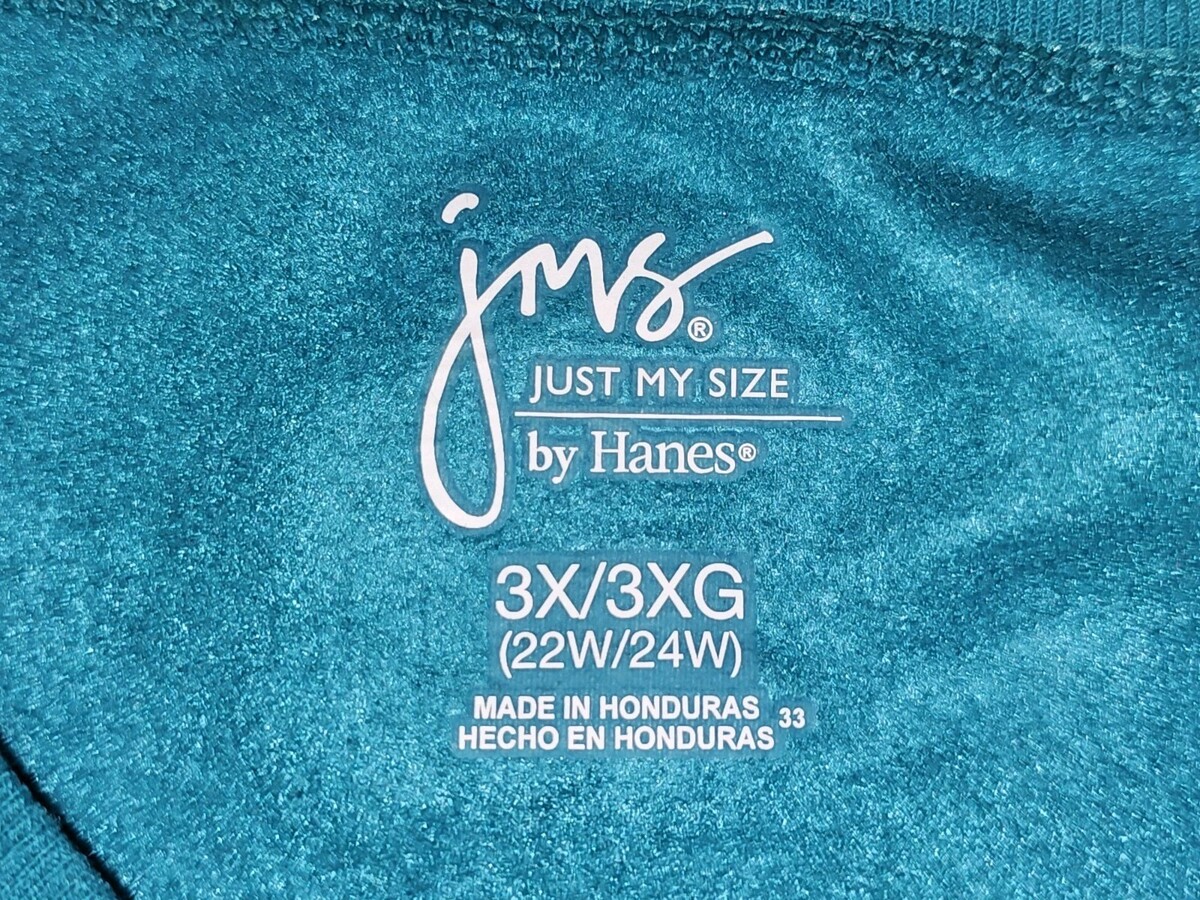 jms®
JUST MY SIZE
by Hanes®
3X/3XG
(22W/24W)
MADE IN HONDURAS 33
HECHO EN HONDURAS